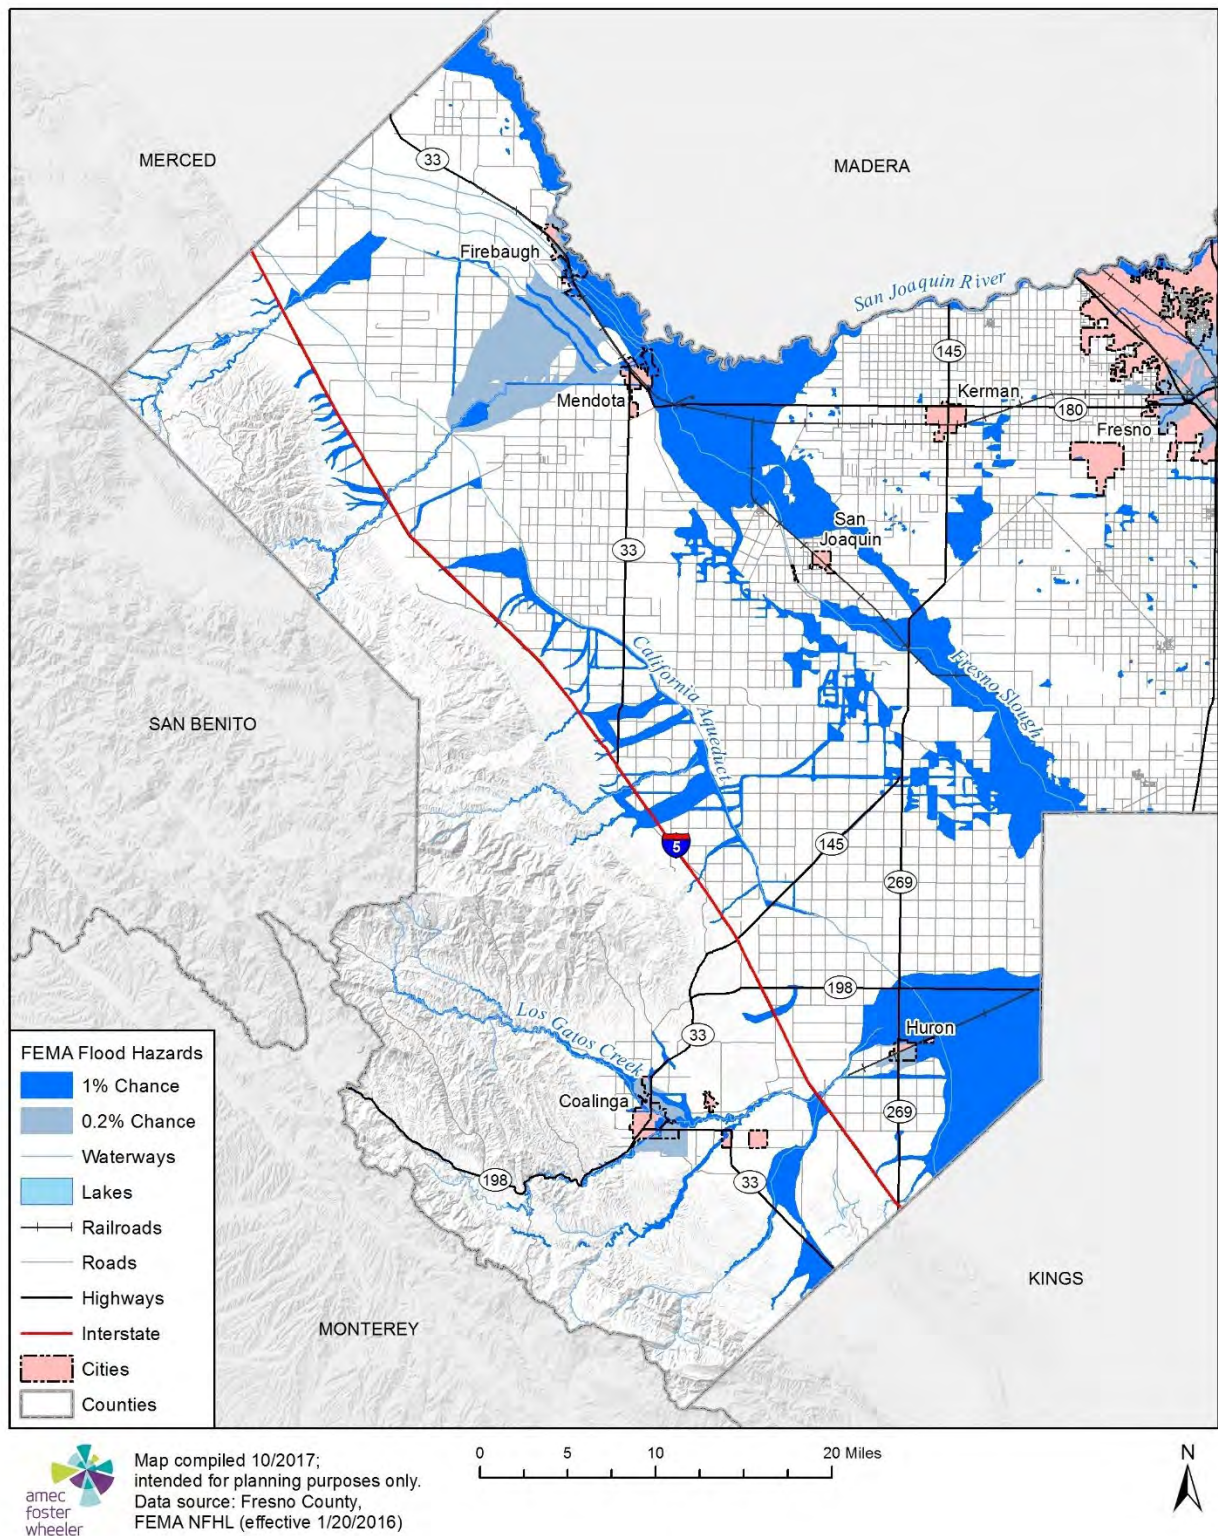 MERCED
MADERA
33
Firebaugh
San Joaquin River
145
Kerman
Mendota
180
Fresno
San
Joaquin
33
California Aqueduct
Fresno Slough
SAN BENITO
5
145
269
198
Los Gatos Creek
33
Huron
Coalinga
269
198
33
KINGS
MONTEREY
FEMA Flood Hazards
1% Chance
0.2% Chance
Waterways
Lakes
Railroads
Roads
Highways
Interstate
Cities
Counties
amec
foster
wheeler
Map compiled 10/2017;
intended for planning purposes only.
Data source: Fresno County,
FEMA NFHL (effective 1/20/2016)
0 5 10 20 Miles
N